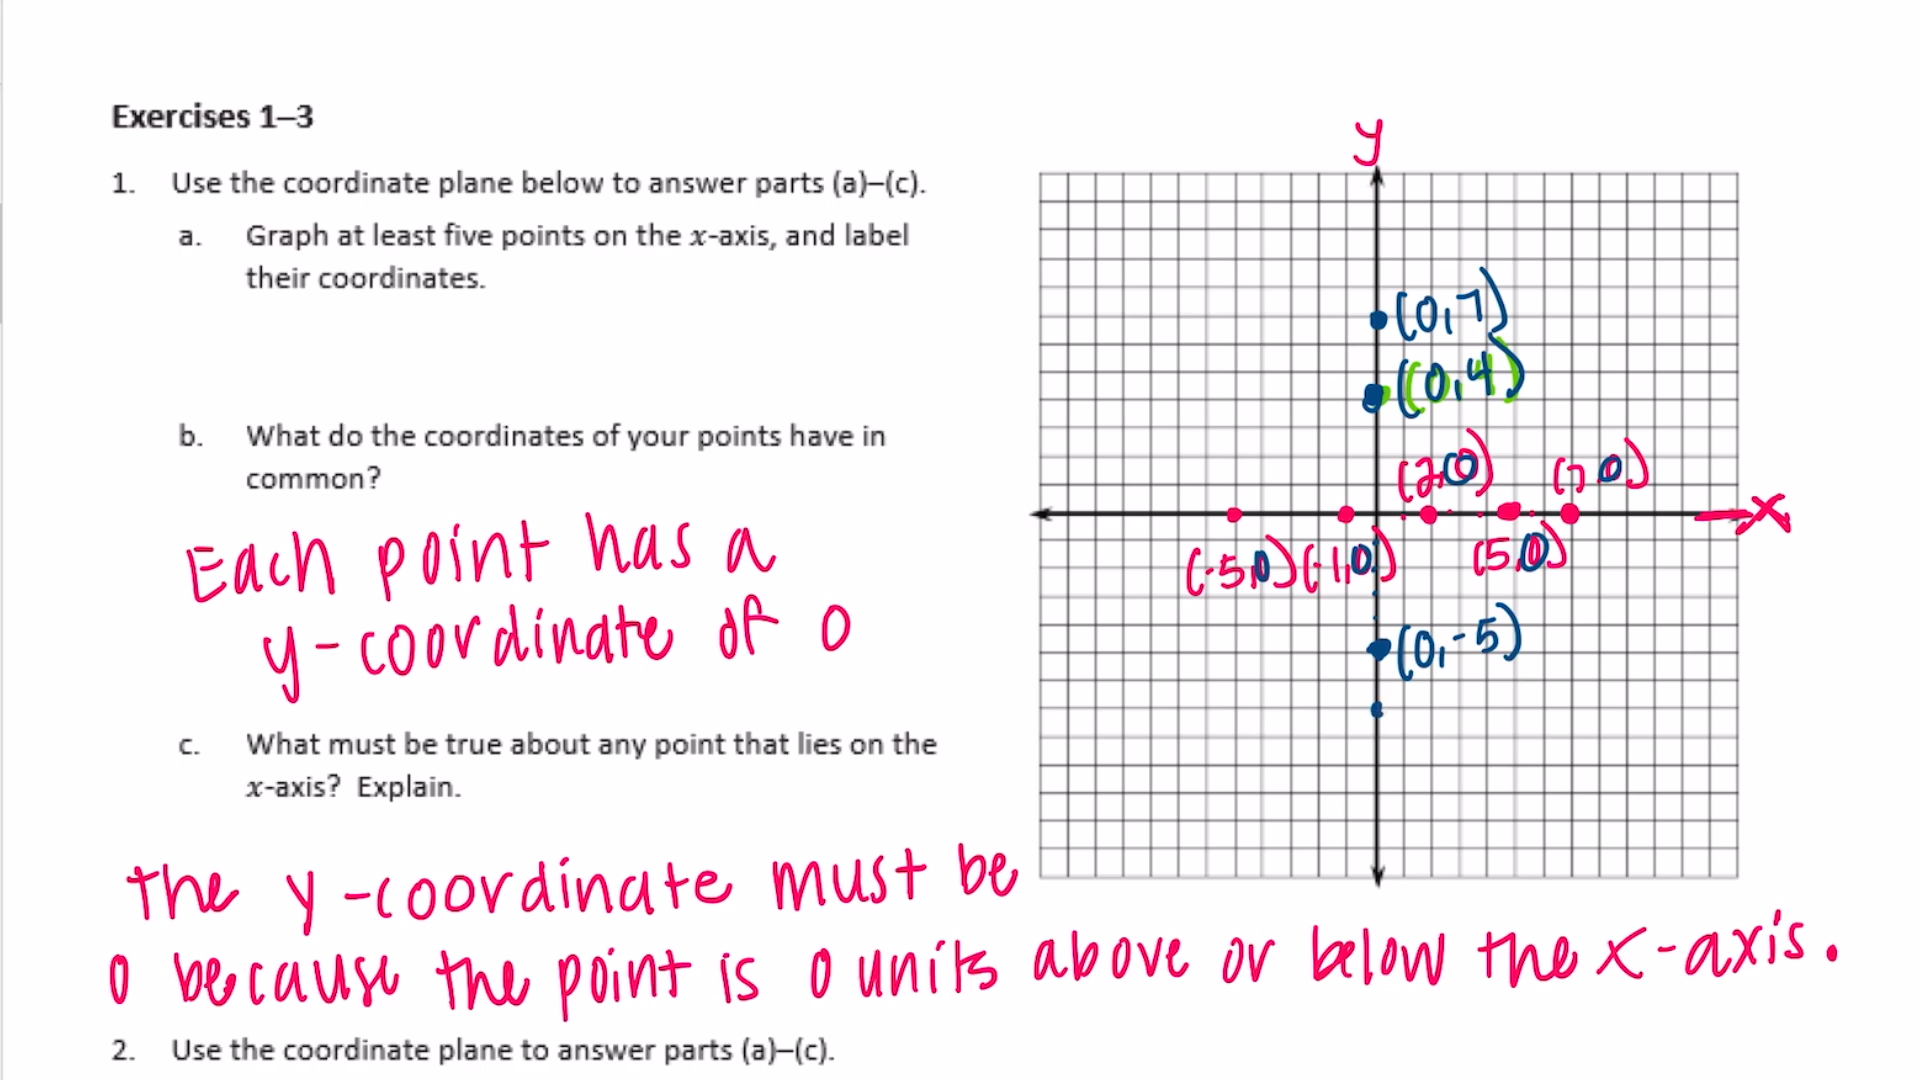 Exercises 1–3
1. Use the coordinate plane below to answer parts (a)–(c).
a. Graph at least five points on the x-axis, and label
their coordinates.
b. What do the coordinates of your points have in
common?
Each point has a
y-coordinate of 0
c. What must be true about any point that lies on the
x-axis? Explain.
The y-coordinate must be
0 because the point is 0 units above or below the x-axis.
2. Use the coordinate plane to answer parts (a)–(c).
y
(0,7)
(0,4)
(2,0) (7,0)
x
(-5,0) (-1,0) (5,0)
(0,-5)